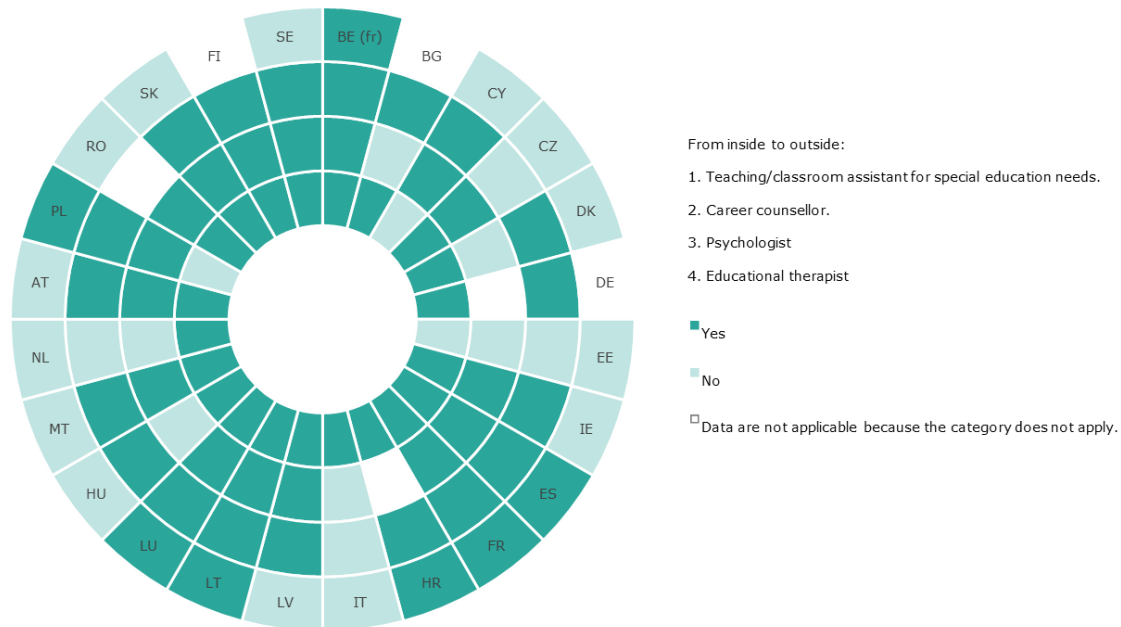 SE
BE (fr)
FI
BG
SK
CY
RO
CZ
PL
DK
AT
DE
NL
EE
MT
IE
HU
ES
LU
FR
LT
HR
LV
IT
From inside to outside:
1. Teaching/classroom assistant for special education needs.
2. Career counsellor.
3. Psychologist
4. Educational therapist
Yes
No
Data are not applicable because the category does not apply.